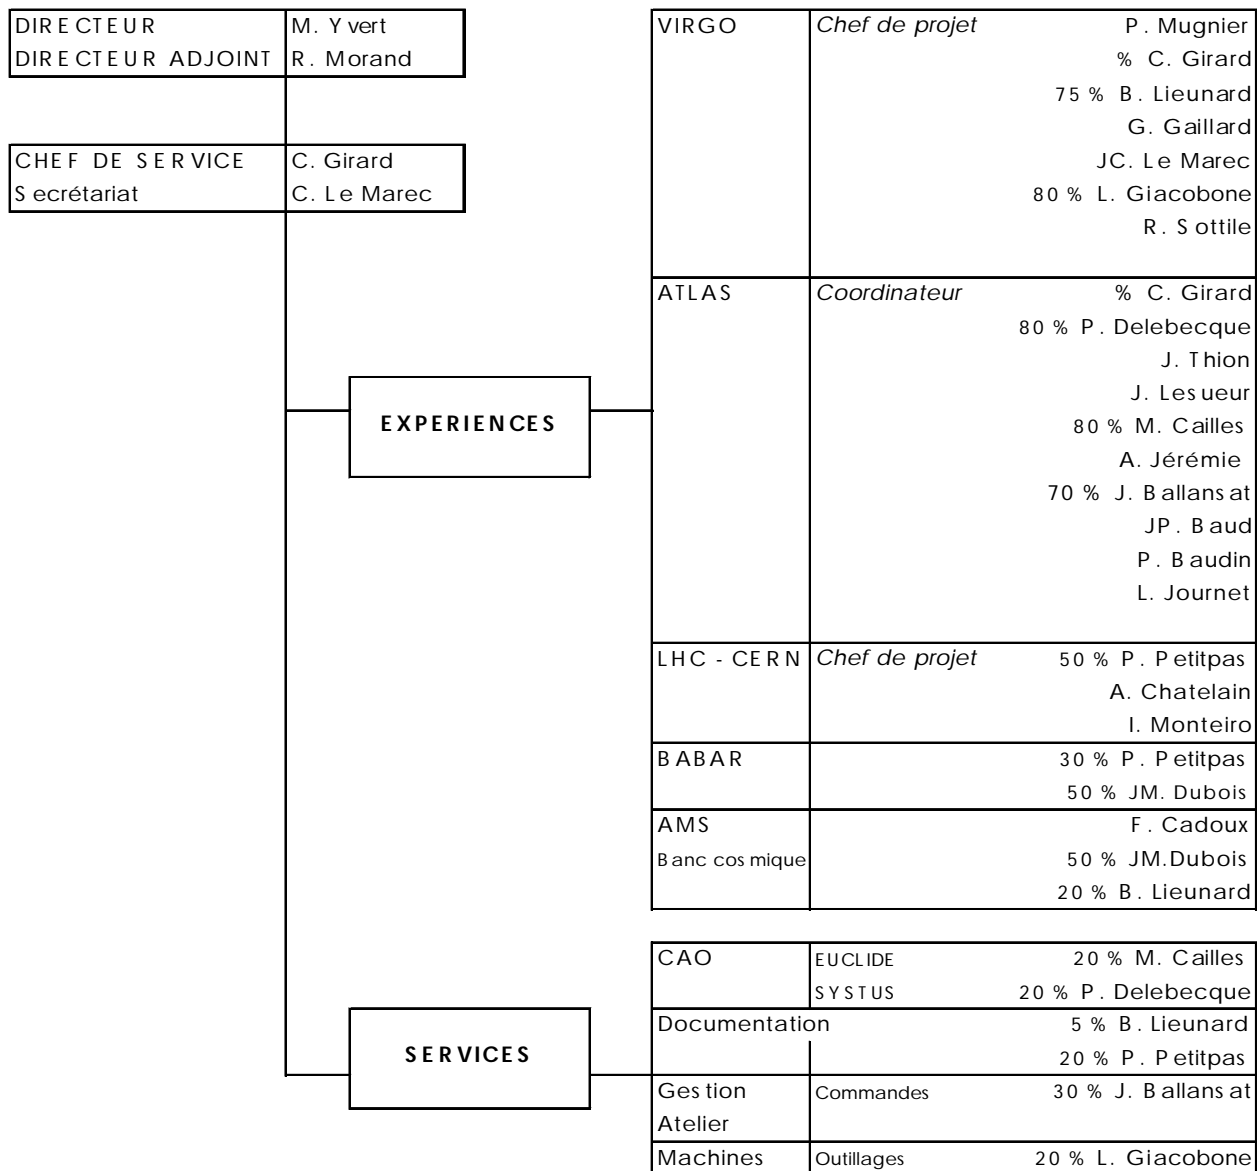 DIRECTEUR M. Yvert
DIRECTEUR ADJOINT R. Morand
CHEF DE SERVICE C. Girard
Secrétariat C. Le Marec
EXPERIENCES
VIRGO Chef de projet P. Mugnier
% C. Girard
75 % B. Lieunard
G. Gaillard
JC. Le Marec
80 % L. Giacobone
R. Sottile
ATLAS Coordinateur % C. Girard
80 % P. Delebecque
J. Thion
J. Lesueur
80 % M. Cailles
A. Jérémie
70 % J. Ballansat
JP. Baud
P. Baudin
L. Journet
LHC - CERN Chef de projet 50 % P. Petitpas
A. Chatelain
I. Monteiro
BABAR 30 % P. Petitpas
50 % JM. Dubois
AMS F. Cadoux
Banc cosmique 50 % JM.Dubois
20 % B. Lieunard
SERVICES
CAO EUCLIDE 20 % M. Cailles
SYSTUS 20 % P. Delebecque
Documentation 5 % B. Lieunard
20 % P. Petitpas
Gestion Commandes 30 % J. Ballansat
Atelier
Machines Outillages 20 % L. Giacobone